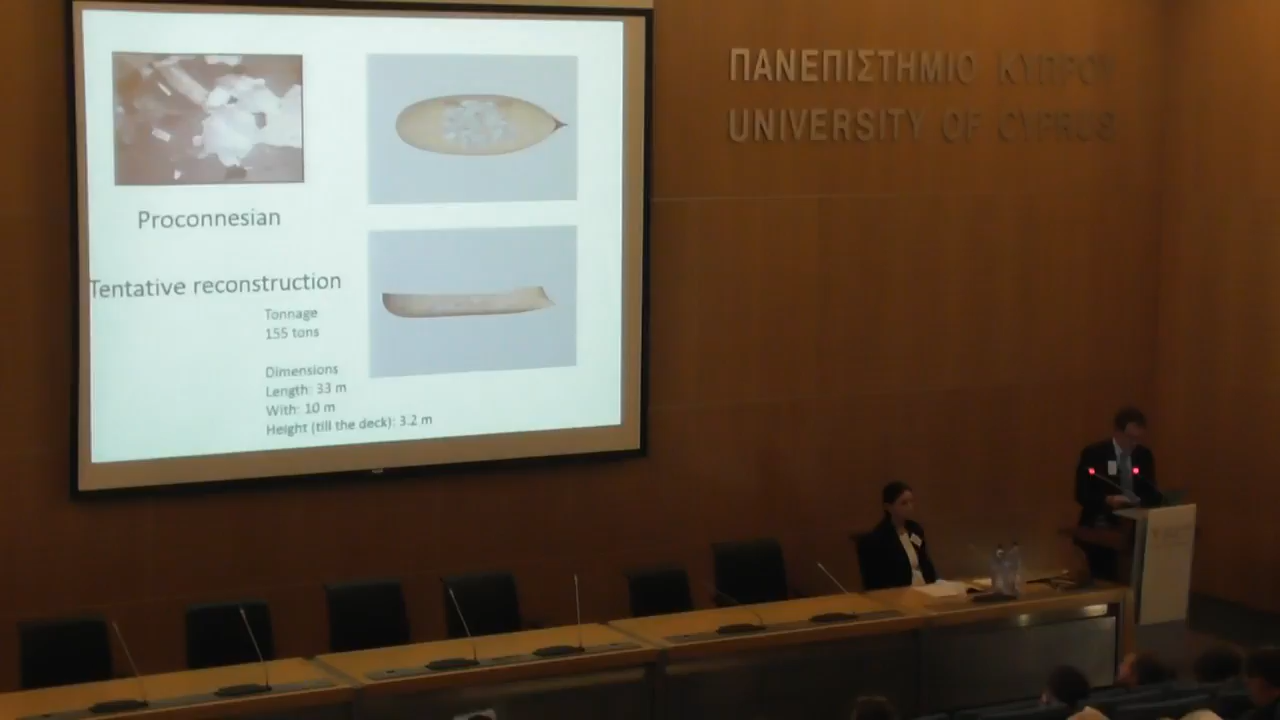 Proconnesian
Tentative reconstruction
Tonnage
155 tons
Dimensions
Length: 33 m
With: 10 m
Height (till the deck): 3.2 m
ΠΑΝΕΠΙΣΤΗΜΙΟ ΚΥΠΡΟΥ
UNIVERSITY OF CYPRUS